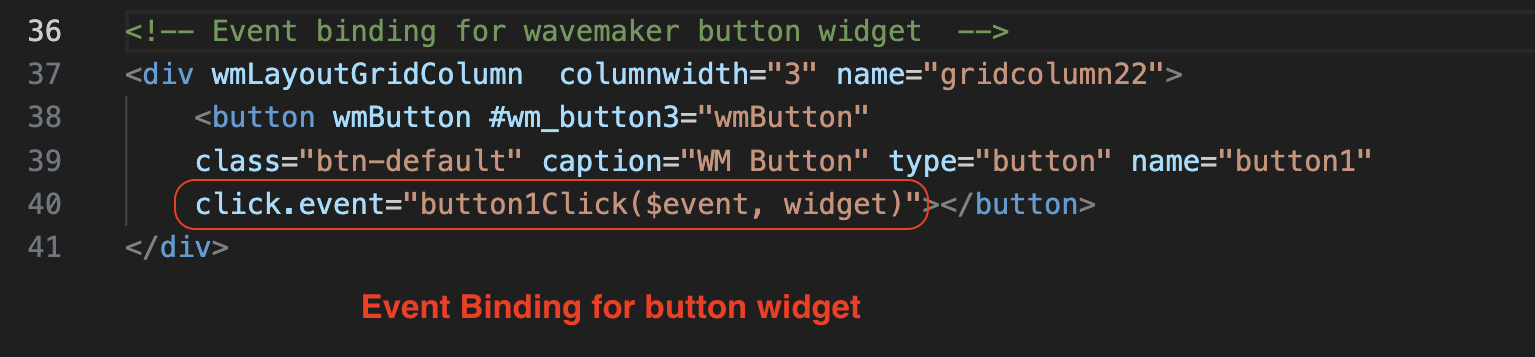 36 <!-- Event binding for wavemaker button widget  -->
37 <div wmLayoutGridColumn  columnwidth="3" name="gridcolumn22">
38 <button wmButton #wm_button3="wmButton"
39 class="btn-default" caption="WM Button" type="button" name="button1"
40 click.event="button1Click($event, widget)"></button>
41 </div>
Event Binding for button widget